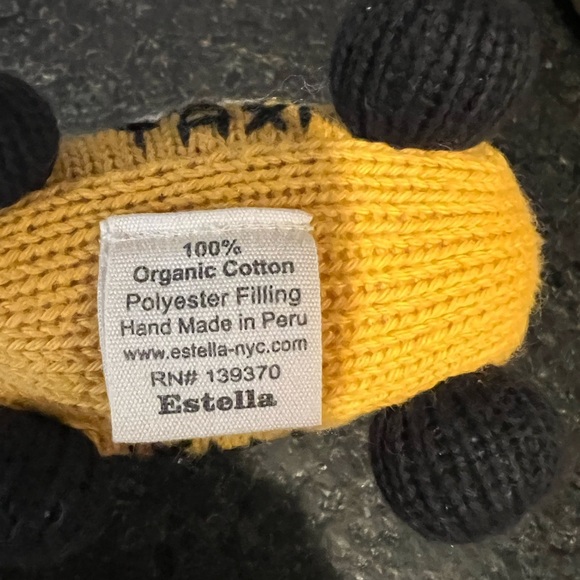 TAXI
100%
Organic Cotton
Polyester Filling
Hand Made in Peru
www.estella-nyc.com
RN# 139370
Estella